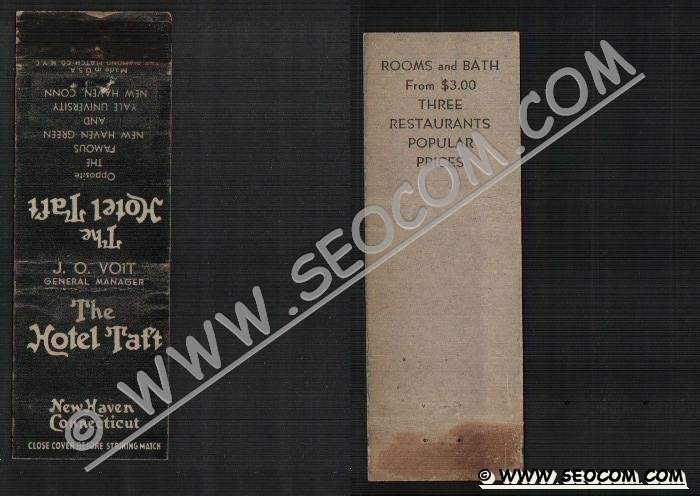 THE DIAMOND MATCH CO. N.Y.C.
Made in U.S.A.
NEW HAVEN, CONN
YALE UNIVERSITY
AND
NEW HAVEN GREEN
FAMOUS
THE
Opposite
The
Hotel Taft
J. O. VOIT
GENERAL MANAGER
The
Hotel Taft
New Haven
Connecticut
CLOSE COVER BEFORE STRIKING MATCH
ROOMS and BATH
From $3.00
THREE
RESTAURANTS
POPULAR
PRICES
© WWW.SEOCOM.COM
© WWW.SEOCOM.COM